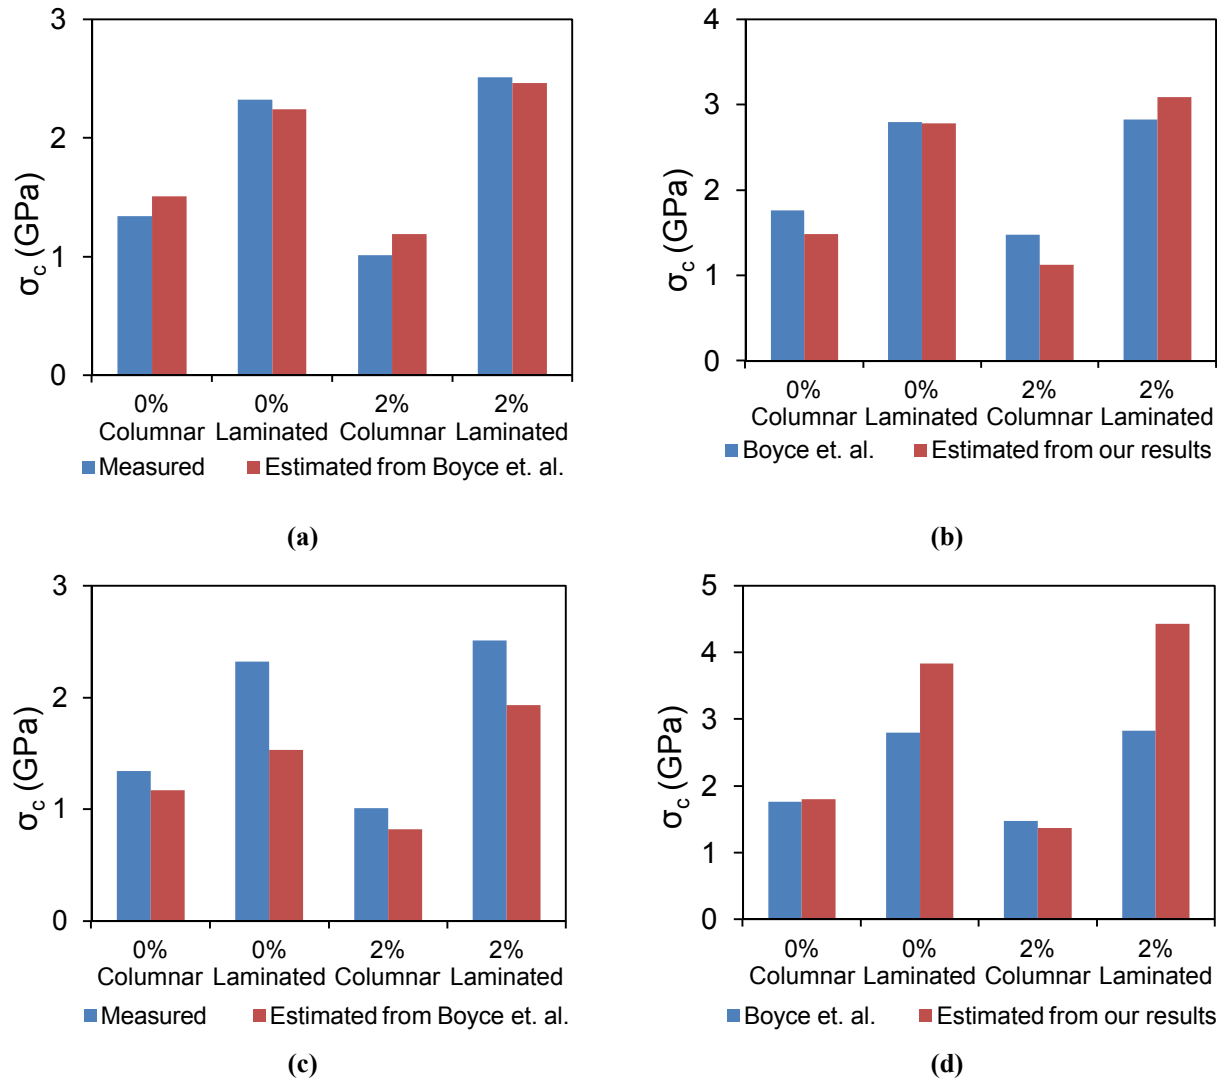 3
2
1
0
σc (GPa)
0% Columnar
0% Laminated
2% Columnar
2% Laminated
Measured
Estimated from Boyce et. al.
(a)
4
3
2
1
0
σc (GPa)
0% Columnar
0% Laminated
2% Columnar
2% Laminated
Boyce et. al.
Estimated from our results
(b)
3
2
1
0
σc (GPa)
0% Columnar
0% Laminated
2% Columnar
2% Laminated
Measured
Estimated from Boyce et. al.
(c)
5
4
3
2
1
0
σc (GPa)
0% Columnar
0% Laminated
2% Columnar
2% Laminated
Boyce et. al.
Estimated from our results
(d)